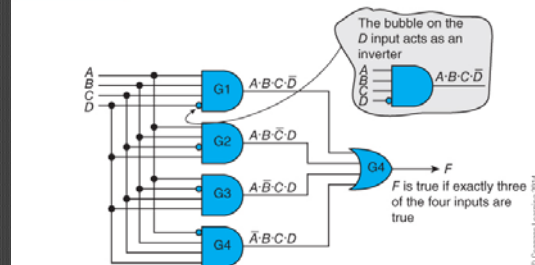 The bubble on the
D input acts as an
inverter
A
B
C
D
A·B·C·D̅
A
B
C
D
G1
A·B·C·D̅
G2
A·B·C̅·D
G3
A·B̅·C·D
G4
A̅·B·C·D
G4
F
F is true if exactly three
of the four inputs are
true